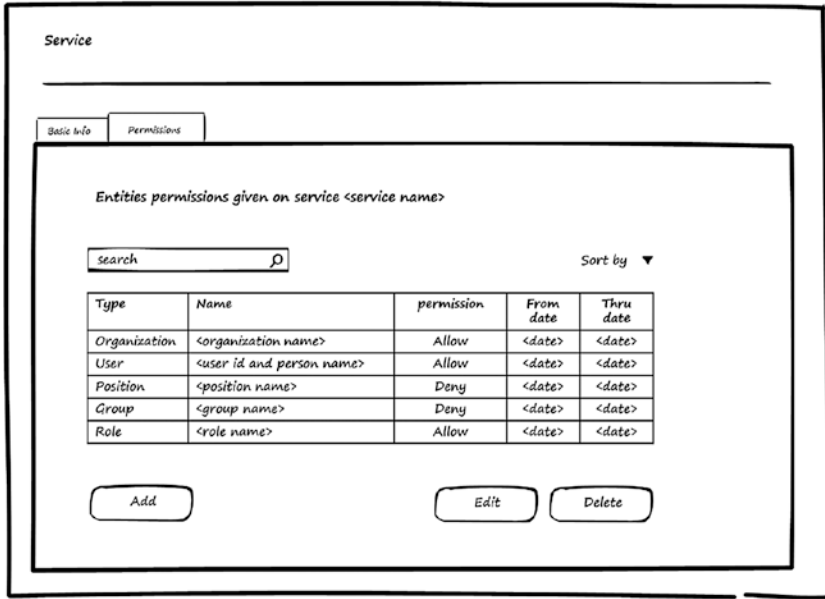 Service
Basic Info Permissions
Entities permissions given on service <service name>
search Sort by
Type Name permission From date Thru date
Organization <organization name> Allow <date> <date>
User <user id and person name> Allow <date> <date>
Position <position name> Deny <date> <date>
Group <group name> Deny <date> <date>
Role <role name> Allow <date> <date>
Add Edit Delete